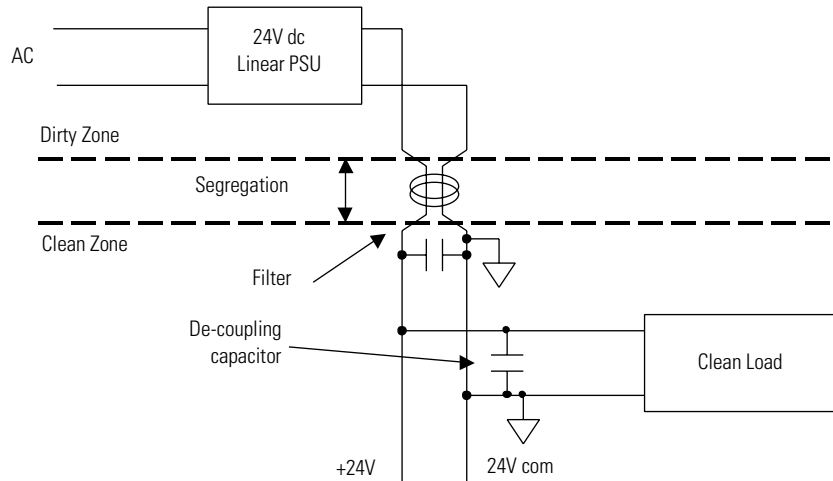 24V dc
Linear PSU
AC
Dirty Zone
Segregation
Clean Zone
Filter
De-coupling
capacitor
Clean Load
+24V
24V com